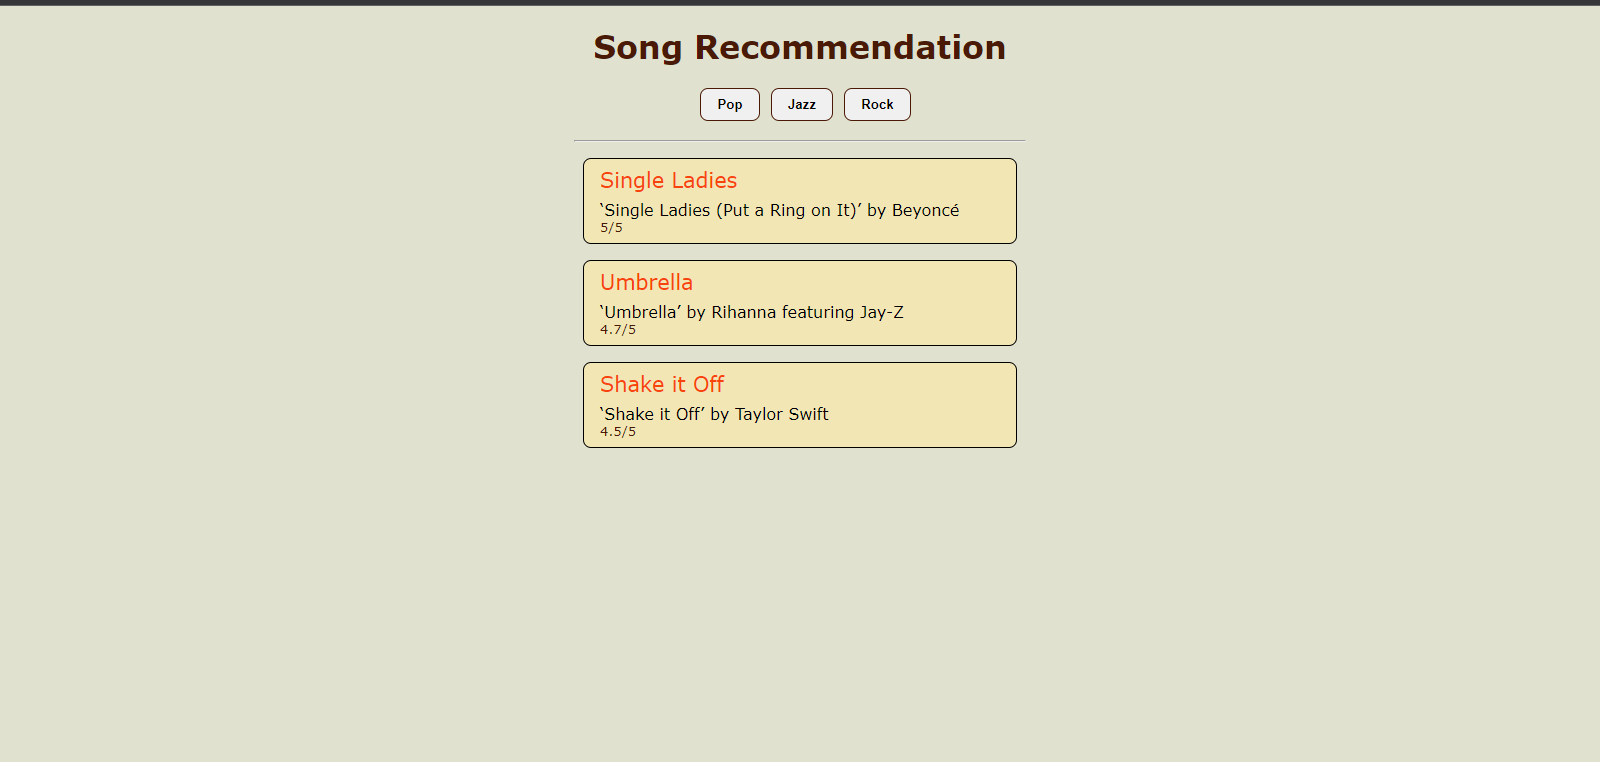 Song Recommendation
Pop Jazz Rock
Single Ladies
‘Single Ladies (Put a Ring on It)’ by Beyoncé
5/5
Umbrella
‘Umbrella’ by Rihanna featuring Jay-Z
4.7/5
Shake it Off
‘Shake it Off’ by Taylor Swift
4.5/5